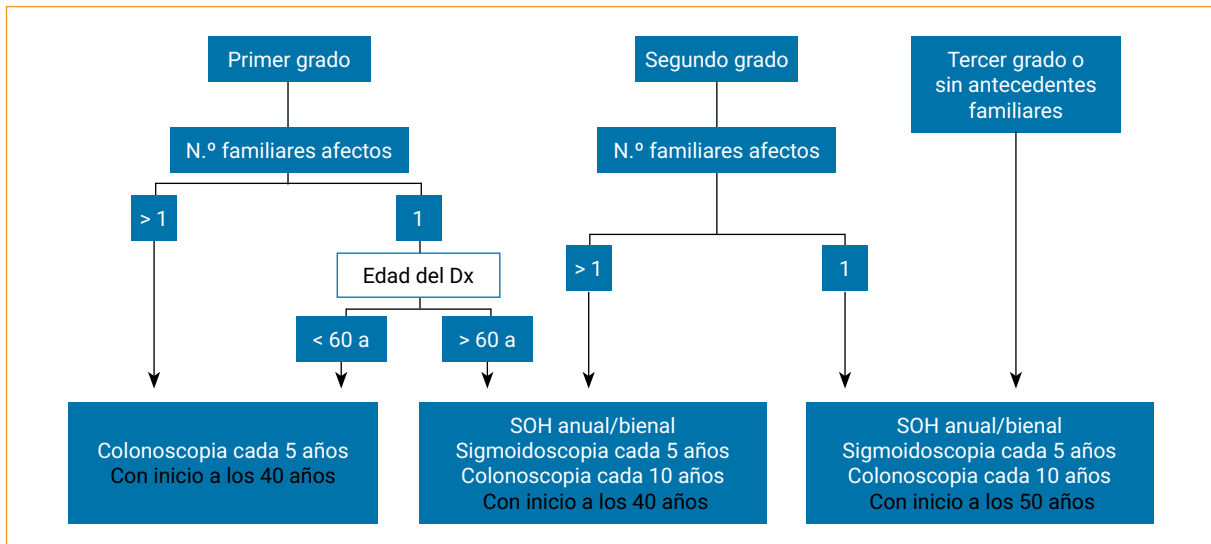 Primer grado
Segundo grado
Tercer grado o
sin antecedentes
familiares
N.º familiares afectos
N.º familiares afectos
> 1
1
Edad del Dx
> 1
1
< 60 a
> 60 a
Colonoscopia cada 5 años
Con inicio a los 40 años
SOH anual/bienal
Sigmoidoscopia cada 5 años
Colonoscopia cada 10 años
Con inicio a los 40 años
SOH anual/bienal
Sigmoidoscopia cada 5 años
Colonoscopia cada 10 años
Con inicio a los 50 años